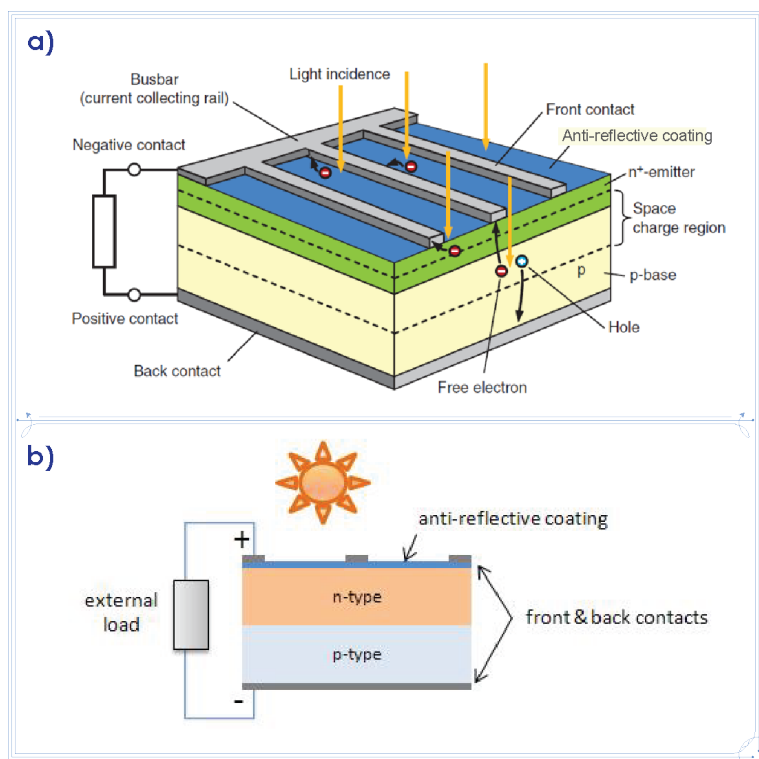 a)
Busbar
(current collecting rail)
Light incidence
Front contact
Anti-reflective coating
Negative contact
n+-emitter
Space
charge region
p
p-base
Positive contact
Hole
Back contact
Free electron
b)
anti-reflective coating
+
n-type
external
load
front & back contacts
p-type
-